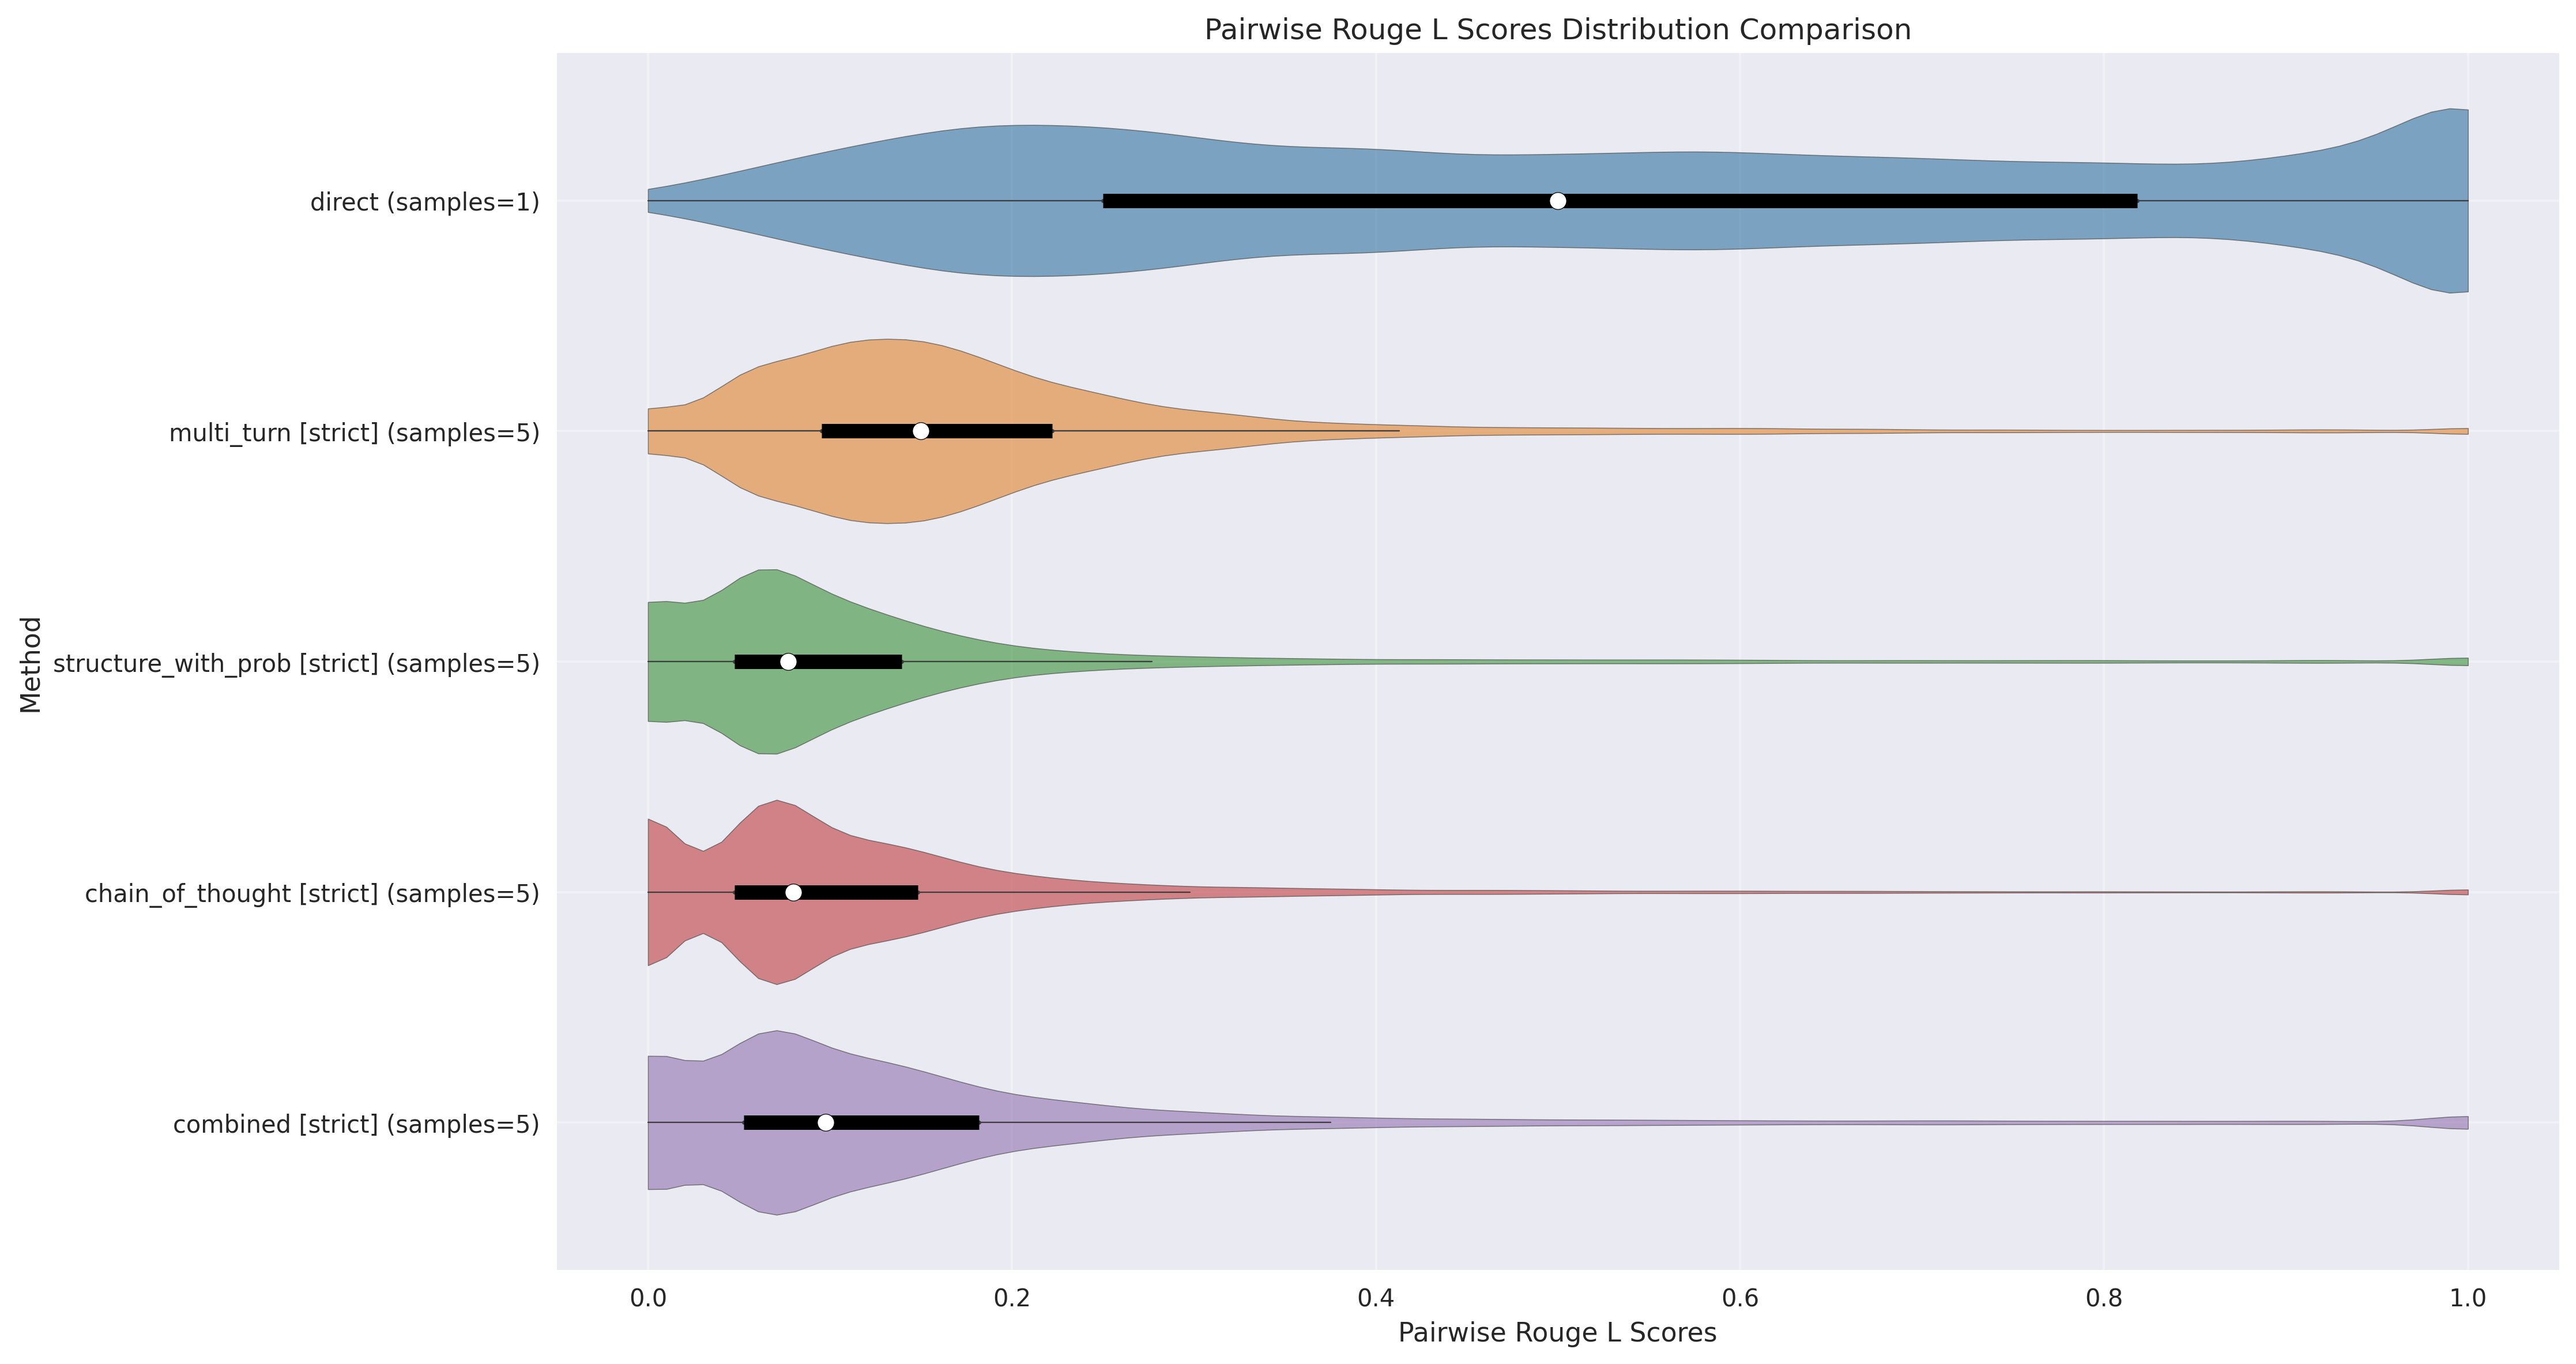 Pairwise Rouge L Scores Distribution Comparison
Method
direct (samples=1)
multi_turn [strict] (samples=5)
structure_with_prob [strict] (samples=5)
chain_of_thought [strict] (samples=5)
combined [strict] (samples=5)
0.0 0.2 0.4 0.6 0.8 1.0
Pairwise Rouge L Scores